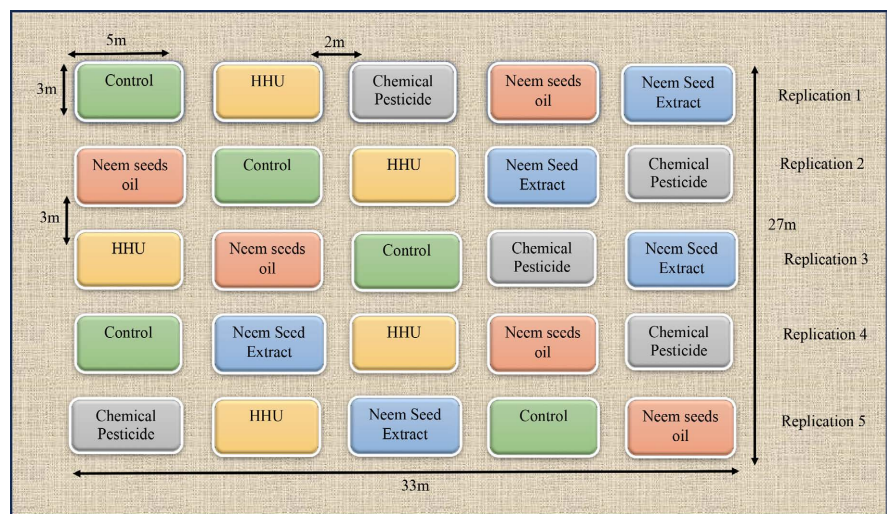 5m
2m
3m
Control
HHU
Chemical
Pesticide
Neem seeds
oil
Neem Seed
Extract
Replication 1
Neem seeds
oil
Control
HHU
Neem Seed
Extract
Chemical
Pesticide
Replication 2
3m
27m
HHU
Neem seeds
oil
Control
Chemical
Pesticide
Neem Seed
Extract
Replication 3
Control
Neem Seed
Extract
HHU
Neem seeds
oil
Chemical
Pesticide
Replication 4
Chemical
Pesticide
HHU
Neem Seed
Extract
Control
Neem seeds
oil
Replication 5
33m